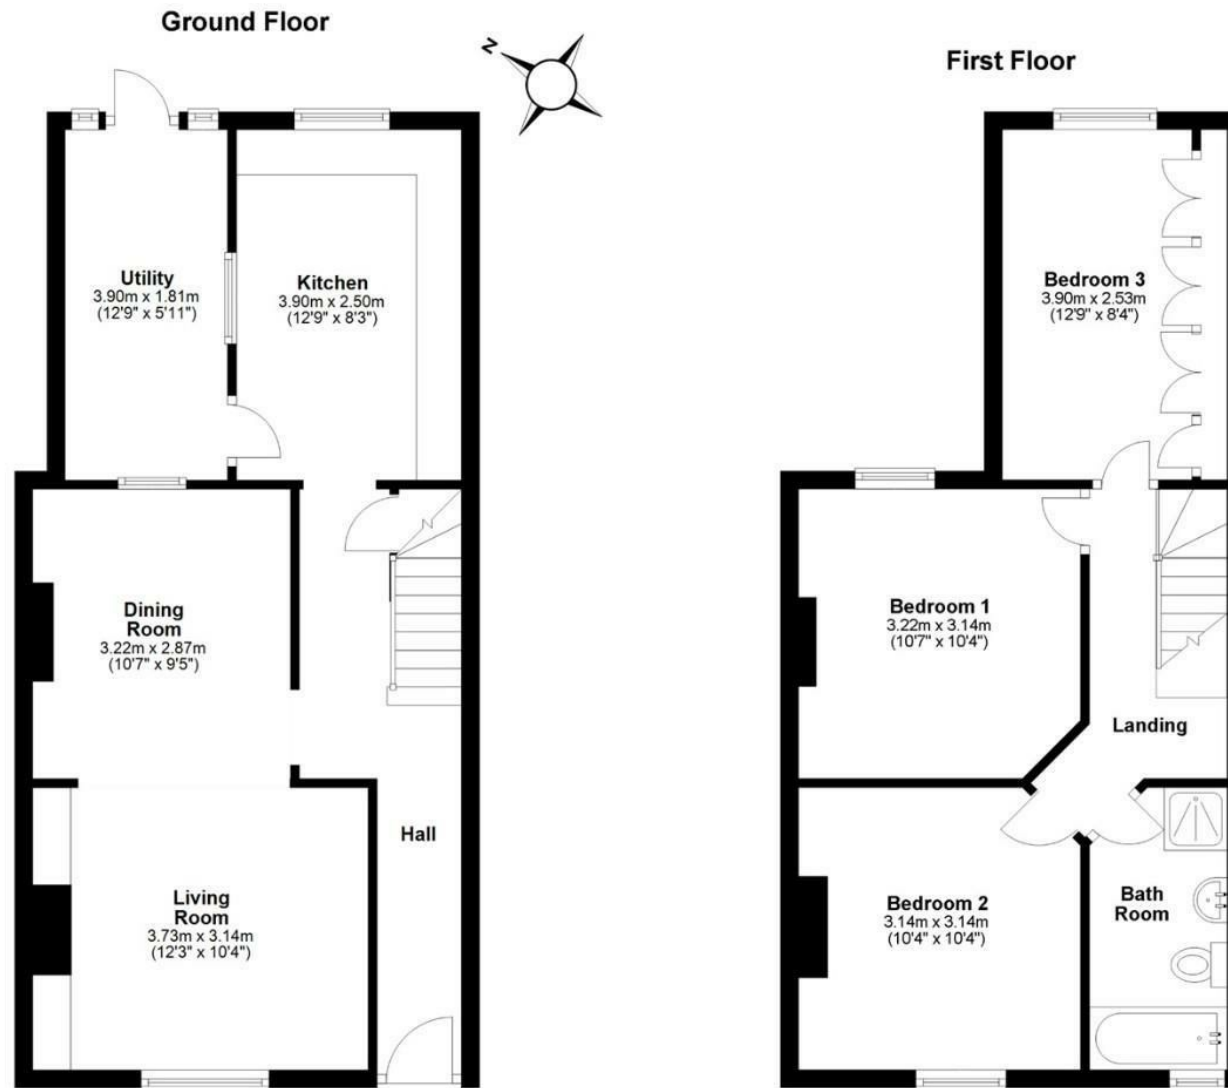 Ground Floor
N
First Floor
Utility
3.90m x 1.81m
(12'9" x 5'11")
Kitchen
3.90m x 2.50m
(12'9" x 8'3")
Bedroom 3
3.90m x 2.53m
(12'9" x 8'4")
Dining
Room
3.22m x 2.87m
(10'7" x 9'5")
Bedroom 1
3.22m x 3.14m
(10'7" x 10'4")
Landing
Hall
Living
Room
3.73m x 3.14m
(12'3" x 10'4")
Bedroom 2
3.14m x 3.14m
(10'4" x 10'4")
Bath
Room